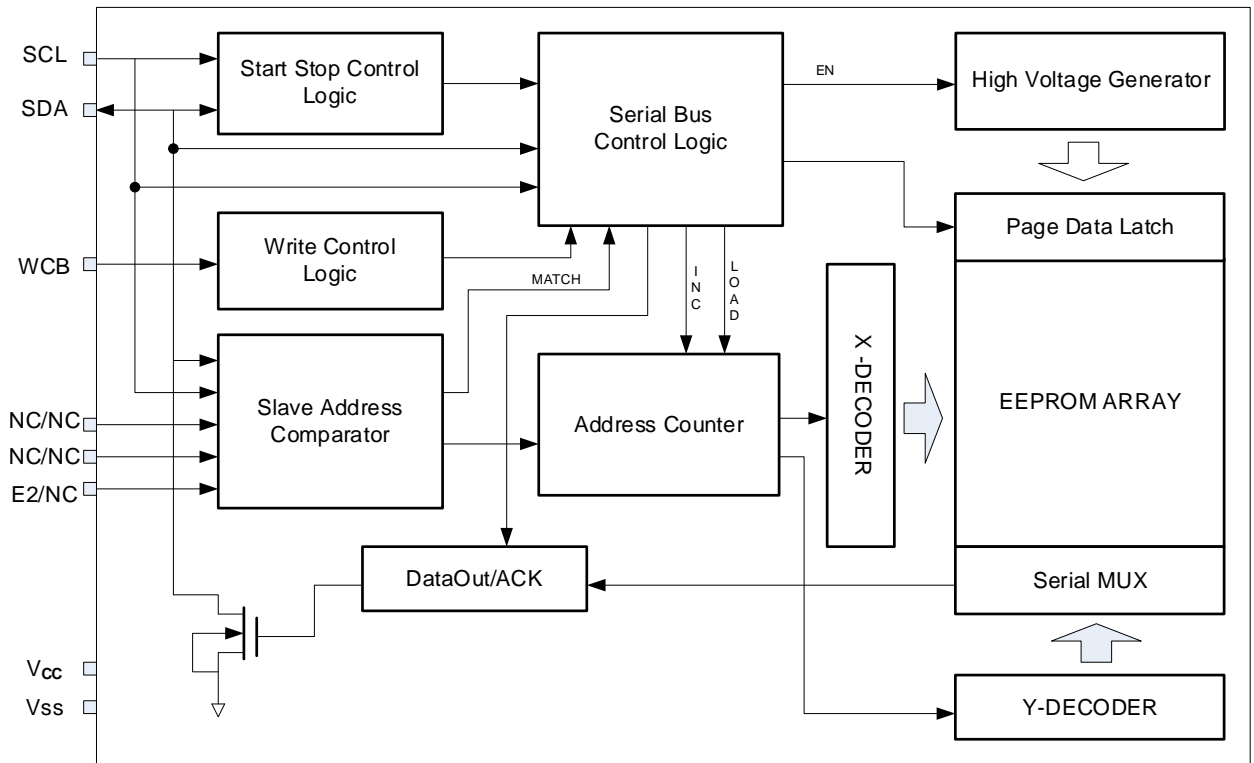 SCL
SDA
WCB
NC/NC
NC/NC
E2/NC
Vcc
Vss
Start Stop Control
Logic
Write Control
Logic
Slave Address
Comparator
Serial Bus
Control Logic
MATCH
INC
LOAD
EN
Address Counter
DataOut/ACK
X -DECODER
High Voltage Generator
Page Data Latch
EEPROM ARRAY
Serial MUX
Y-DECODER